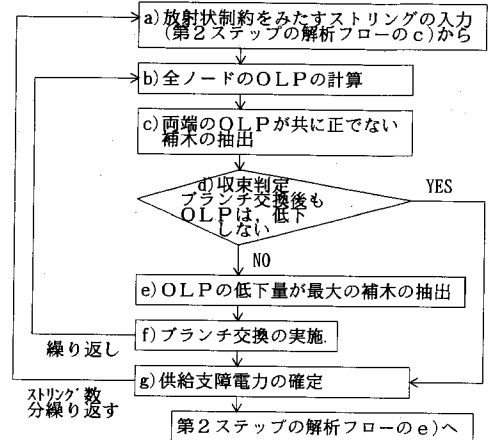 a)放射状制約をみたすストリングの入力
(第2ステップの解析フローのc)から
b)全ノードのOLPの計算
c)両端のOLPが共に正でない
補木の抽出
d)収束判定
ブランチ交換後も
OLPは,低下
しない
YES
NO
e)OLPの低下量が最大の補木の抽出
f)ブランチ交換の実施.
繰り返し
g)供給支障電力の確定
ストリング数
分繰り返す
第2ステップの解析フローのe)へ